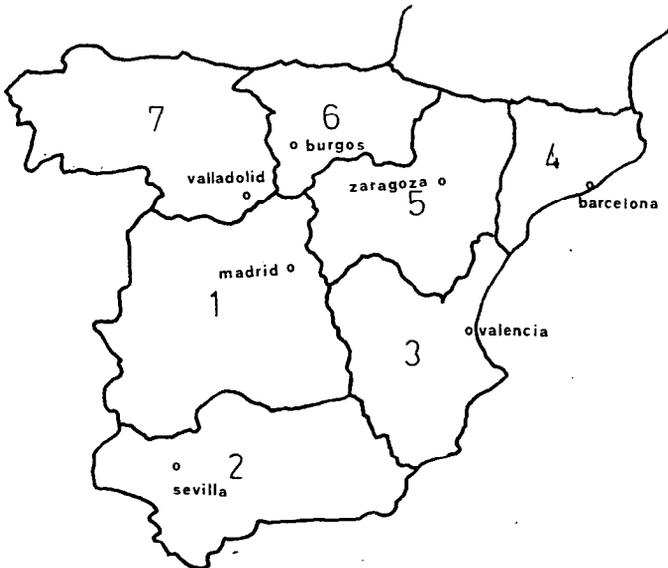 7
6
burgos
4
valladolid
zaragoza
5
barcelona
madrid
1
valencia
3
2
sevilla